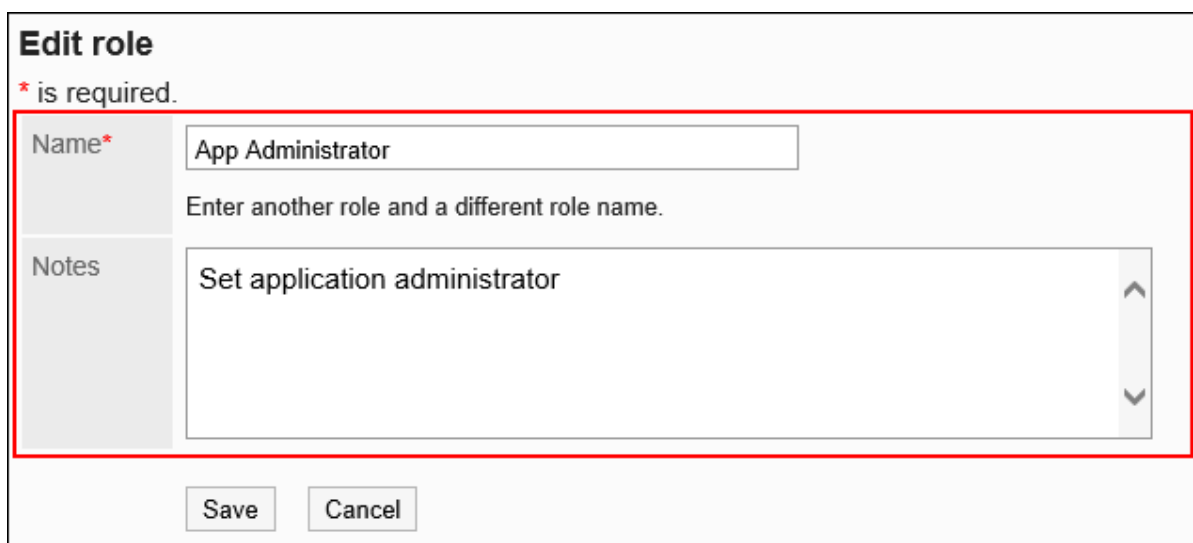 Edit role
* is required.
Name*
App Administrator
Enter another role and a different role name.
Notes
Set application administrator
Save Cancel